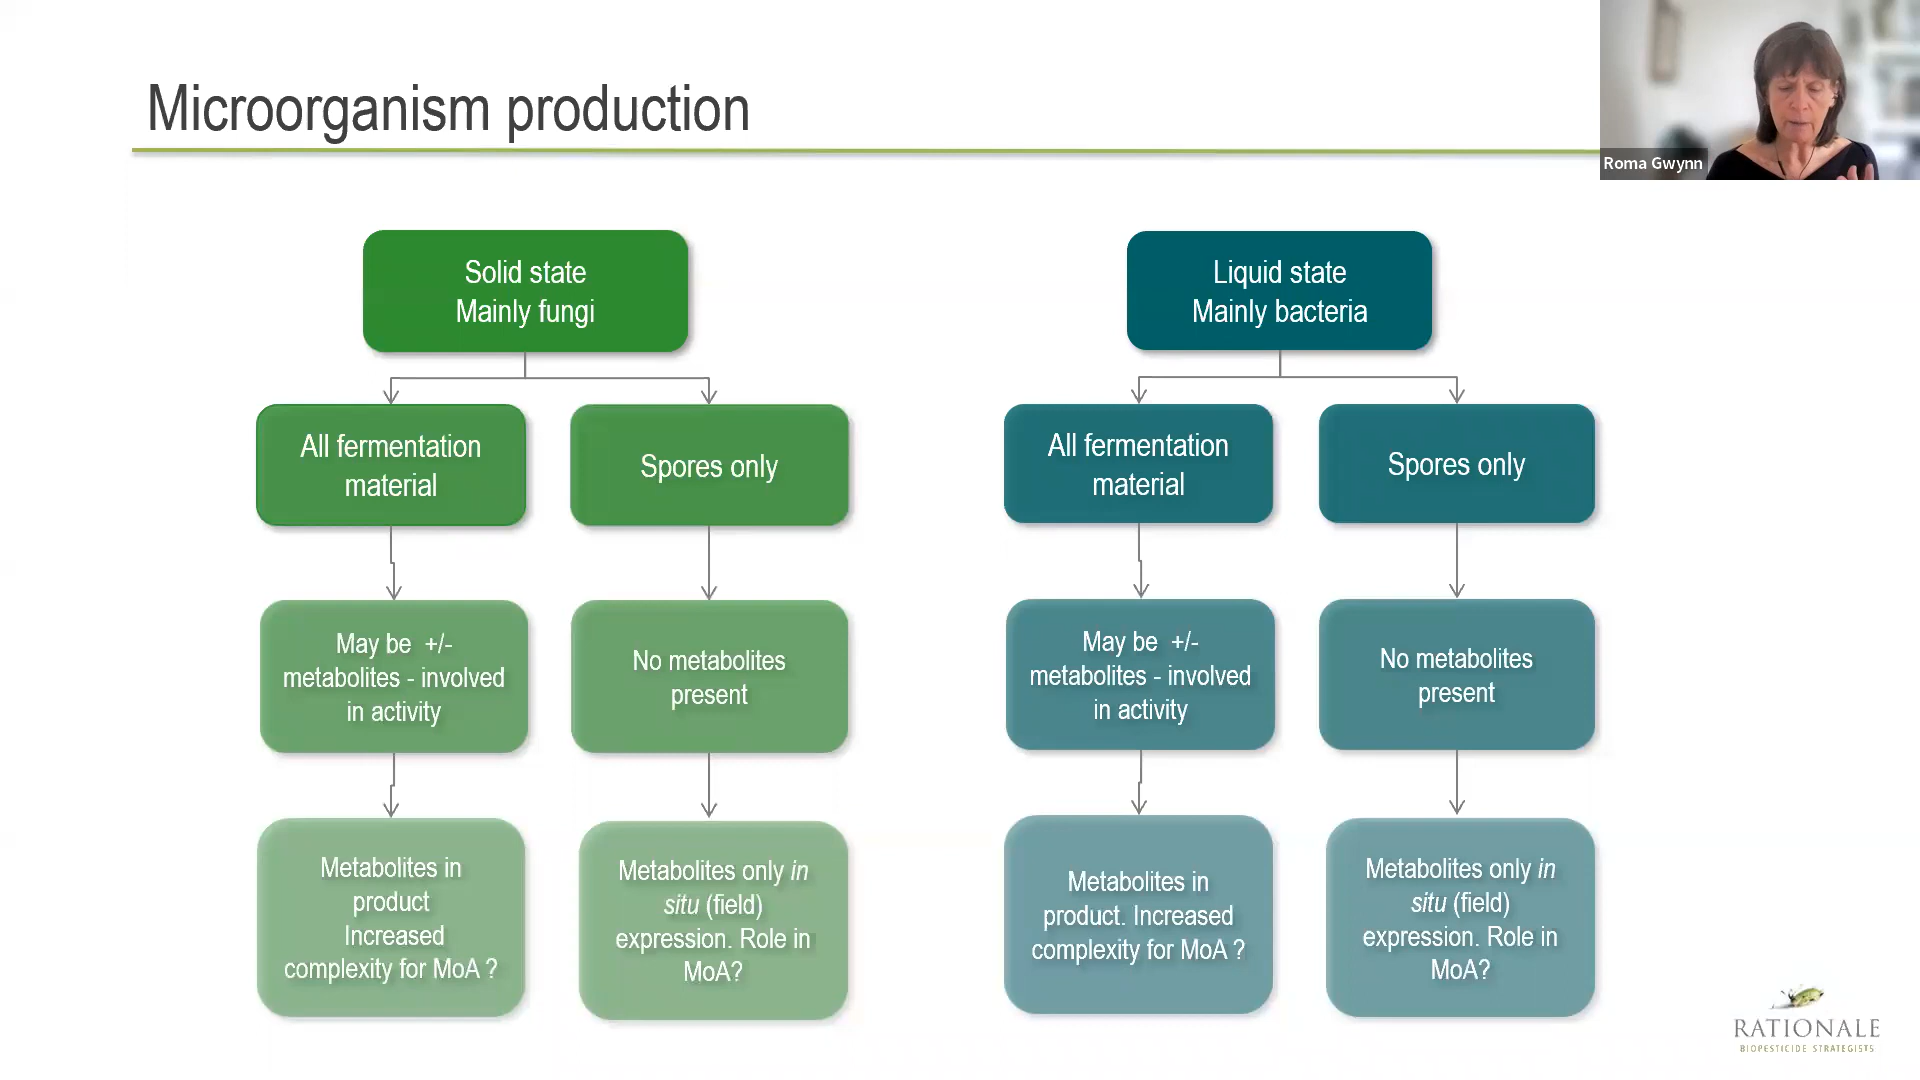 Microorganism production
Roma Gwynn
Solid state
Mainly fungi
All fermentation
material
Spores only
May be +/-
metabolites - involved
in activity
No metabolites
present
Metabolites in
product
Increased
complexity for MoA ?
Metabolites only in
situ (field)
expression. Role in
MoA?
Liquid state
Mainly bacteria
All fermentation
material
Spores only
May be +/-
metabolites - involved
in activity
No metabolites
present
Metabolites in
product. Increased
complexity for MoA ?
Metabolites only in
situ (field)
expression. Role in
MoA?
RATIONALE
BIOPESTICIDE STRATEGISTS